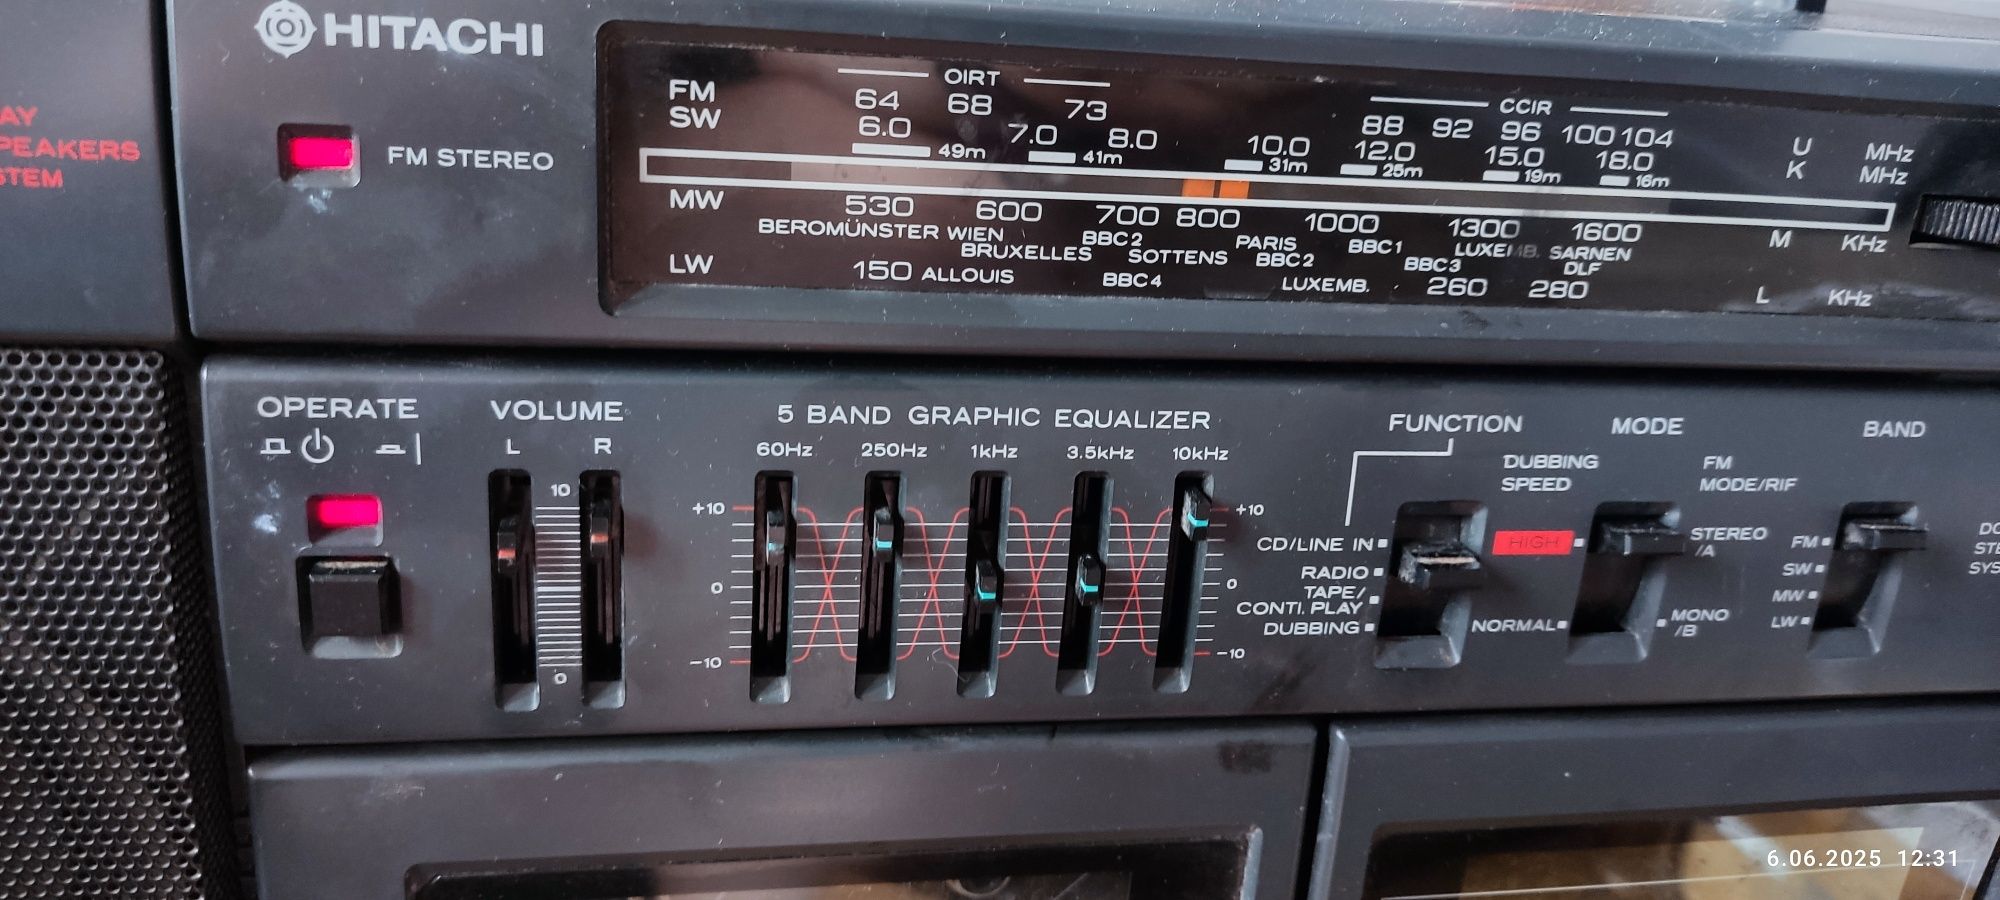 HITACHI
AY
PEAKERS
STEM
FM STEREO
OIRT
CCIR
FM 64 68 73 88 92 96 100 104 U MHz
SW 6.0 7.0 8.0 10.0 12.0 15.0 18.0 K MHz
49m 41m 31m 25m 19m 16m
MW 530 600 700 800 1000 1300 1600 M KHz
BEROMÜNSTER WIEN BBC2 PARIS BBC1 LUXEMB. SARNEN
BRUXELLES SOTTENS BBC2 BBC3 DLF
LW 150 ALLOUIS BBC4 LUXEMB. 260 280 L KHz
OPERATE
VOLUME
L R
10
0
5 BAND GRAPHIC EQUALIZER
60Hz 250Hz 1kHz 3.5kHz 10kHz
+10 +10
0 0
-10 -10
FUNCTION
CD/LINE IN
RADIO
TAPE/
CONTI. PLAY
DUBBING
MODE
DUBBING
SPEED
HIGH
NORMAL
FM
MODE/RIF
STEREO
/A
MONO
/B
BAND
FM
SW
MW
LW
DO
STE
SYS
6.06.2025 12:31